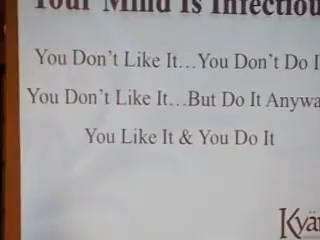 Your Mind Is Infectiou
You Don't Like It...You Don't Do I
You Don't Like It...But Do It Anywa
You Like It & You Do It
Kyä